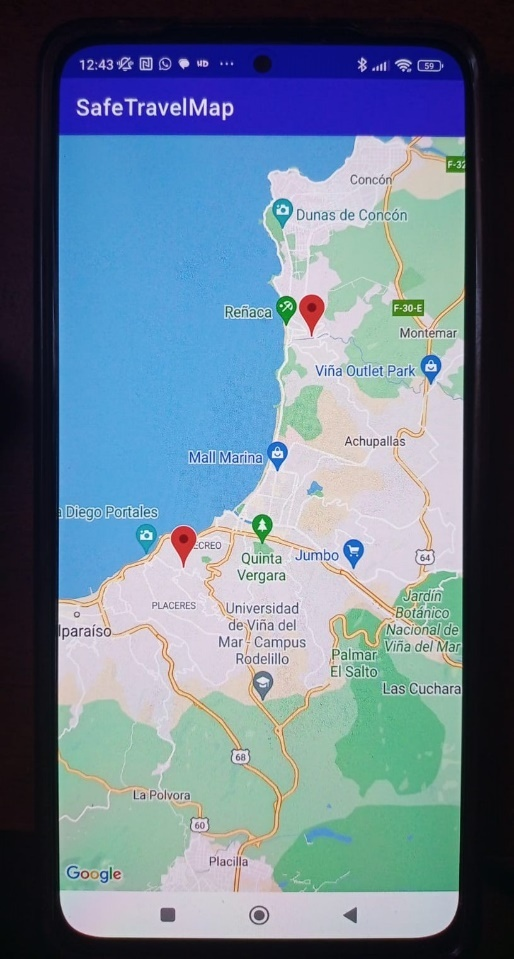 12:43
59
SafeTravelMap
F-32
Concón
Dunas de Concón
Reñaca
F-30-E
Montemar
Viña Outlet Park
Achupallas
Mall Marina
a Diego Portales
CREO
Quinta
Vergara
Jumbo
64
PLACERES
Jardín
Botánico
Nacional de
Viña del Mar
lparaíso
Universidad
de Viña del
Mar - Campus
Rodelillo
Palmar
El Salto
Las Cuchara
68
La Polvora
60
Placilla
Google